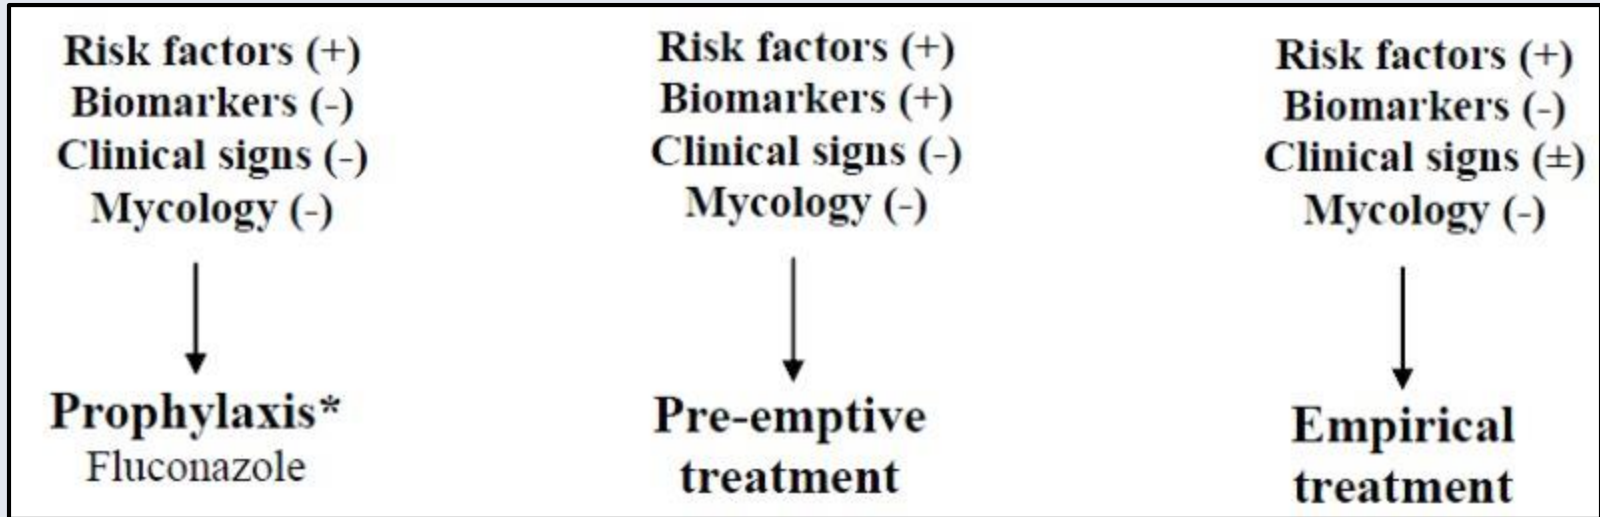 Risk factors (+)
Biomarkers (-)
Clinical signs (-)
Mycology (-)
Prophylaxis*
Fluconazole
Risk factors (+)
Biomarkers (+)
Clinical signs (-)
Mycology (-)
Pre-emptive
treatment
Risk factors (+)
Biomarkers (-)
Clinical signs (±)
Mycology (-)
Empirical
treatment